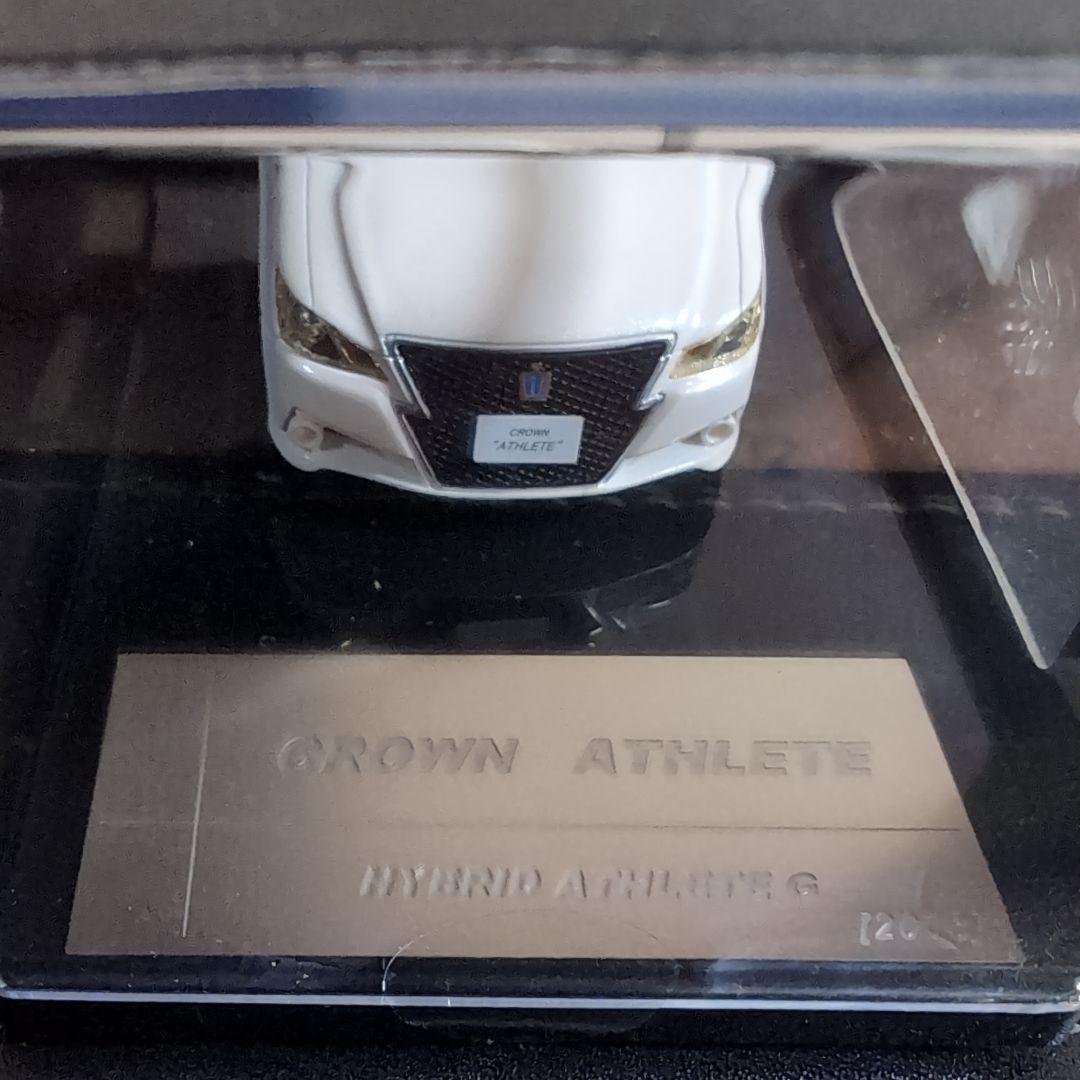 CROWN
"ATHLETE"
CROWN ATHLETE
HYBRID ATHLETE G